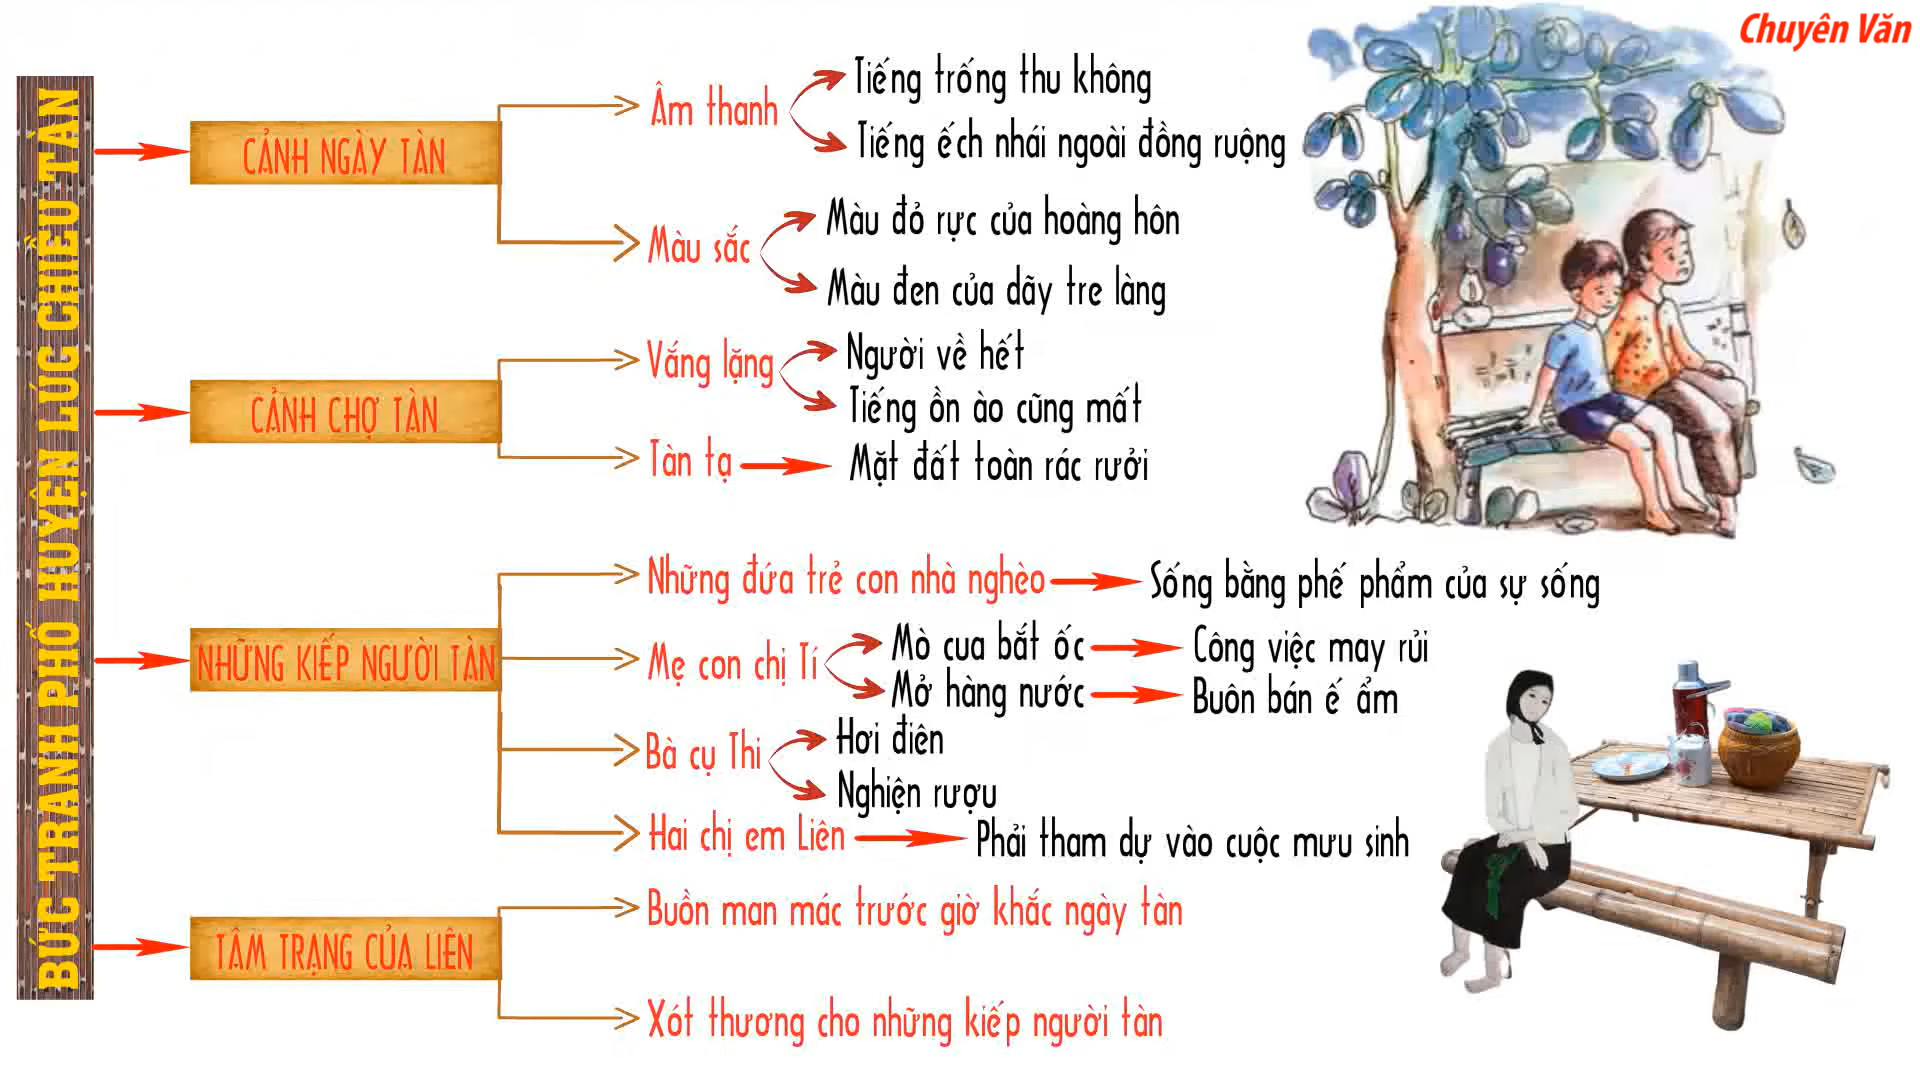 Chuyên Văn
BỨC TRANH PHỐ HUYỆN LÚC CHIỀU TÀN
CẢNH NGÀY TÀN
Âm thanh
Tiếng trống thu không
Tiếng ếch nhái ngoài đồng ruộng
Màu sắc
Màu đỏ rực của hoàng hôn
Màu đen của dãy tre làng
CẢNH CHỢ TÀN
Vắng lặng
Người về hết
Tiếng ồn ào cũng mất
Tàn tạ
Mặt đất toàn rác rưởi
NHỮNG KIẾP NGƯỜI TÀN
Những đứa trẻ con nhà nghèo
Sống bằng phế phẩm của sự sống
Mẹ con chị Tí
Mò cua bắt ốc
Công việc may rủi
Mở hàng nước
Buôn bán ế ẩm
Bà cụ Thi
Hơi điên
Nghiện rượu
Hai chị em Liên
Phải tham dự vào cuộc mưu sinh
TÂM TRẠNG CỦA LIÊN
Buồn man mác trước giờ khắc ngày tàn
Xót thương cho những kiếp người tàn